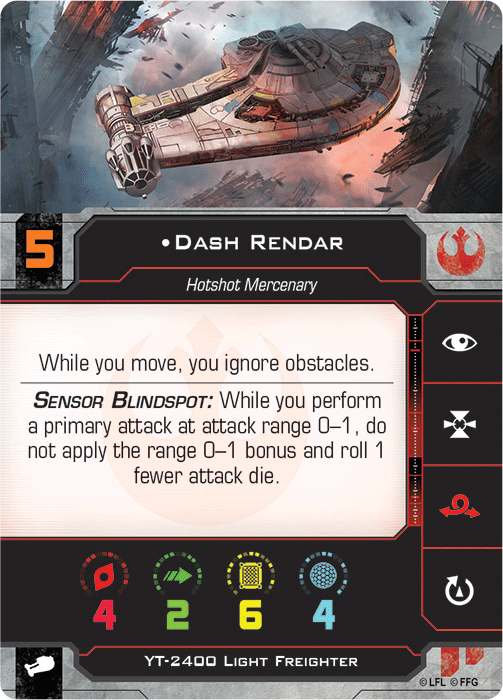 5
•Dash Rendar
Hotshot Mercenary
While you move, you ignore obstacles.
Sensor Blindspot: While you perform
a primary attack at attack range 0–1, do
not apply the range 0–1 bonus and roll 1
fewer attack die.
4 2 6 4
YT-2400 Light Freighter
©LFL ©FFG